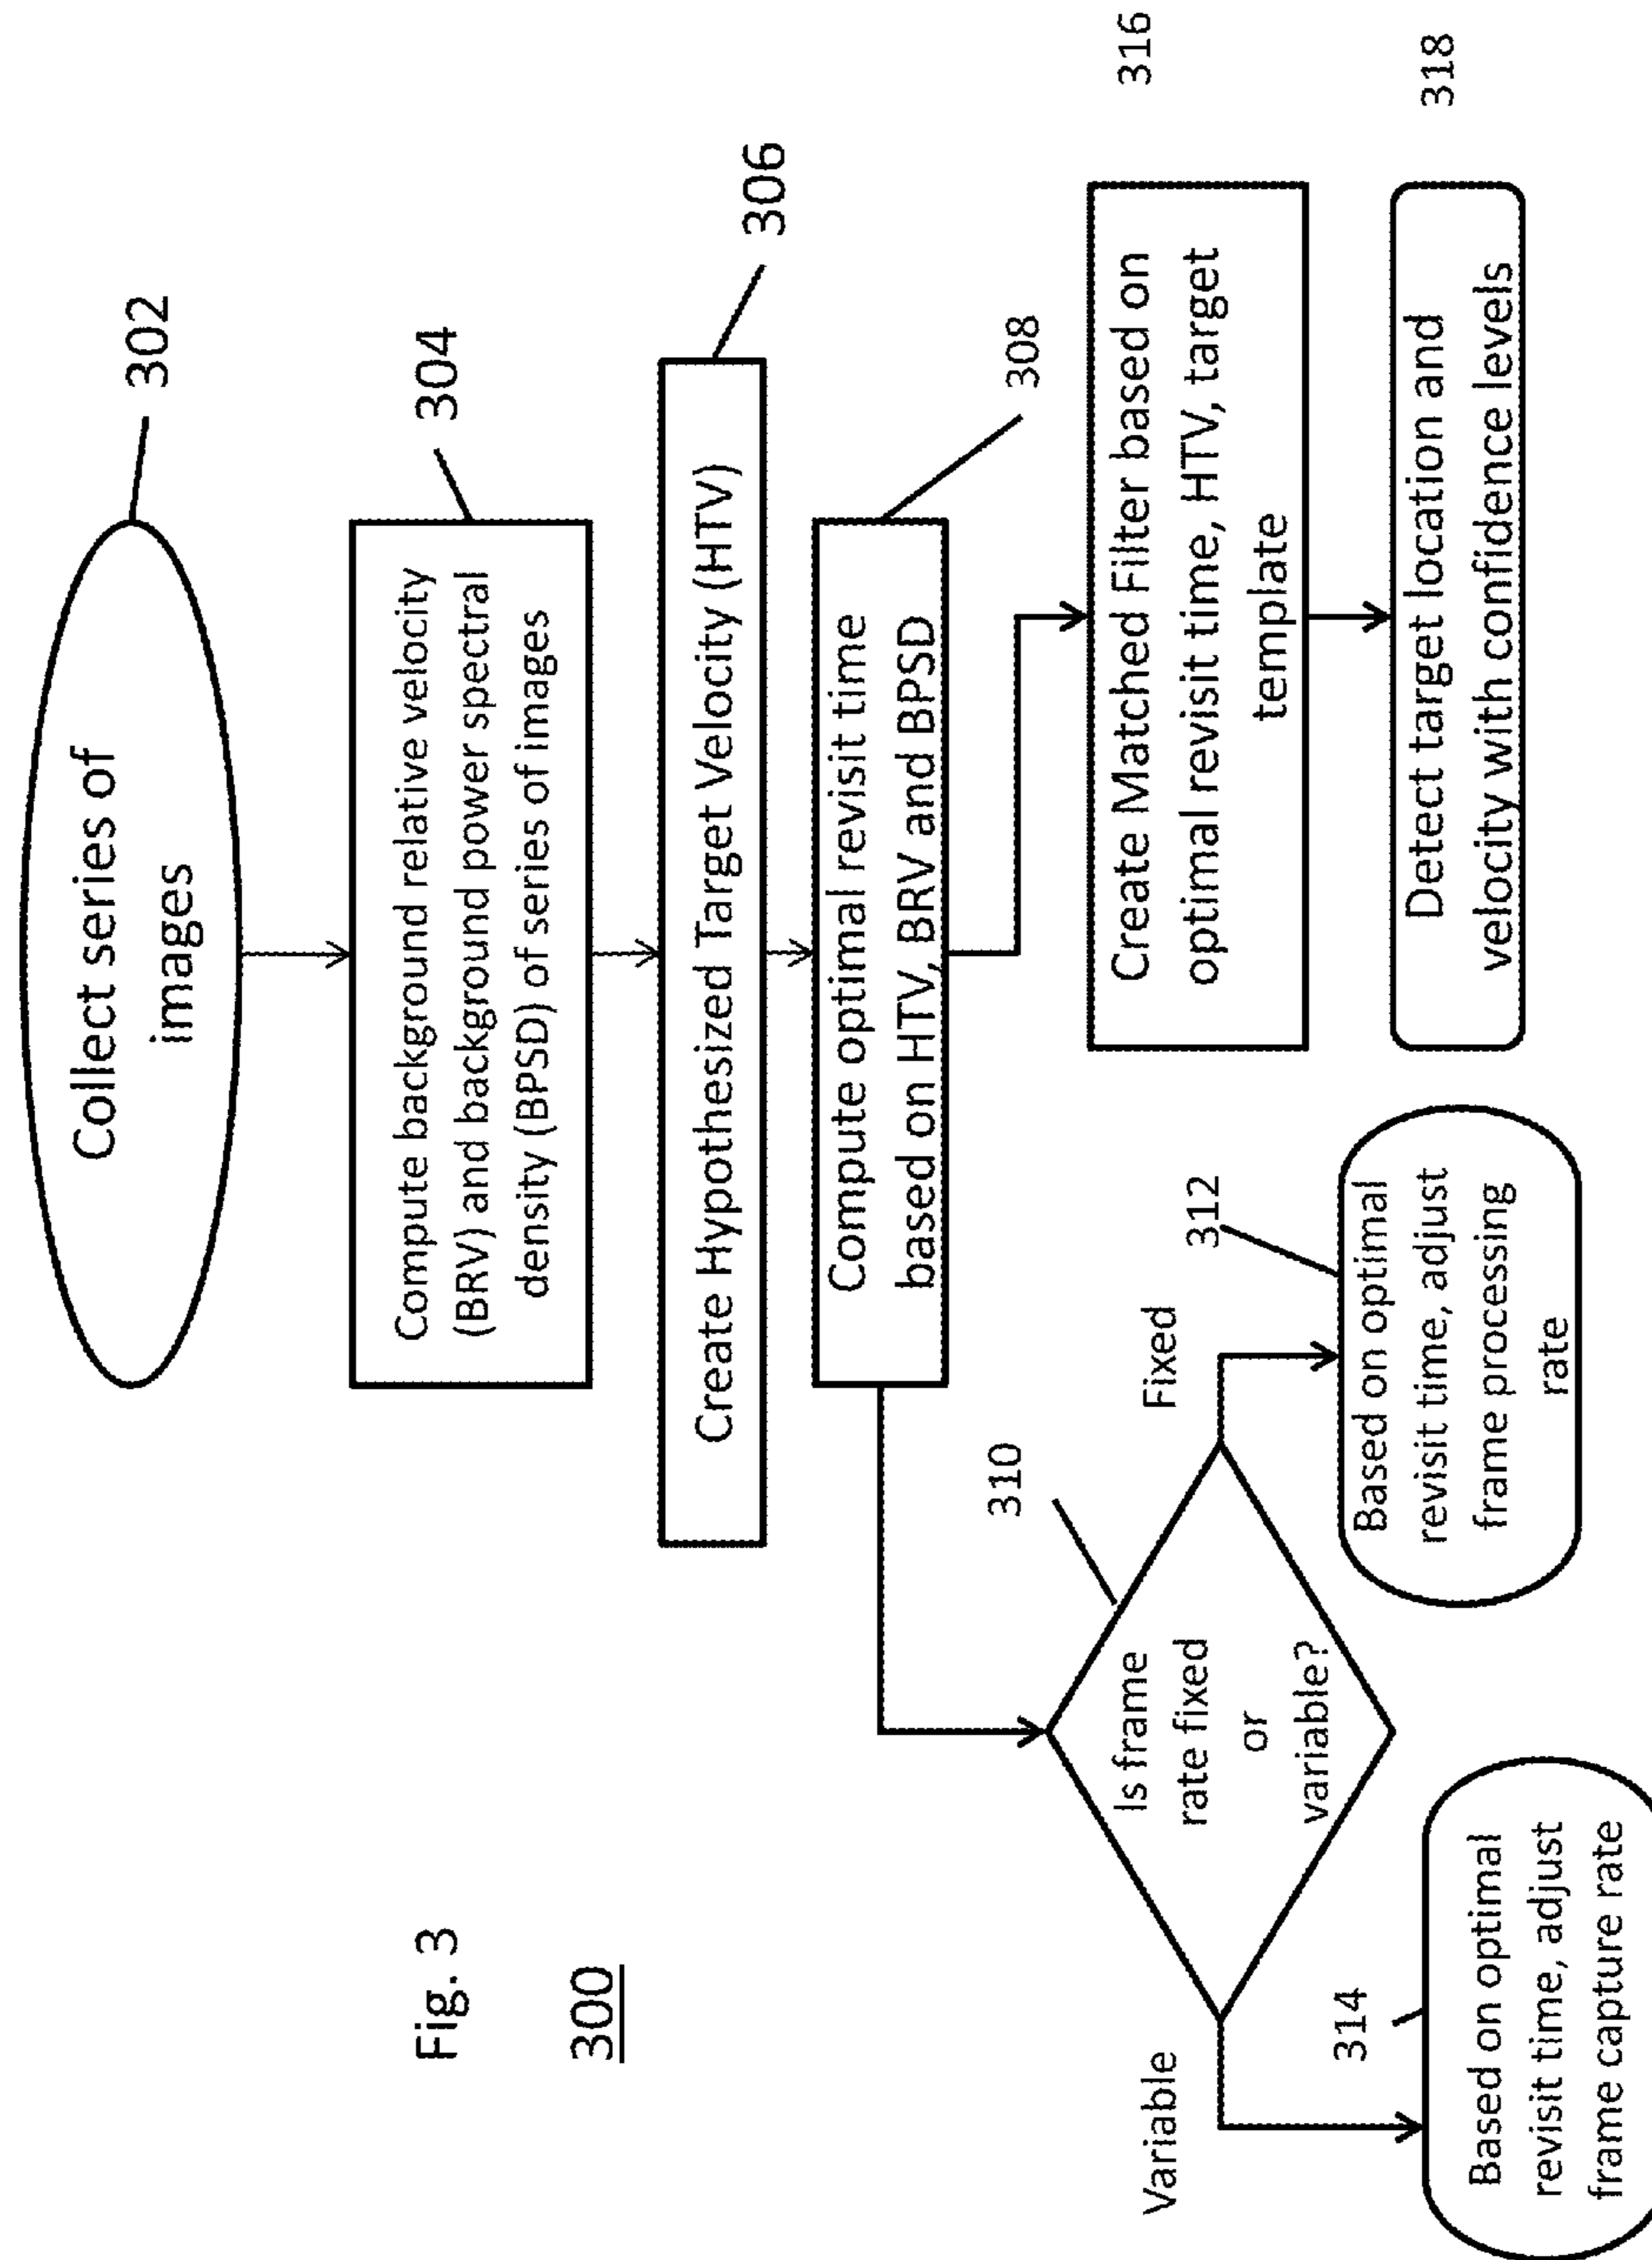 Fig. 3
300
Collect series of
images
302
Compute background relative velocity
(BRV) and background power spectral
density (BPSD) of series of images
304
Create Hypothesized Target Velocity (HTV)
306
Compute optimal revisit time
based on HTV, BRV and BPSD
308
310
Is frame
rate fixed
or
variable?
Variable
Fixed
314
Based on optimal
revisit time, adjust
frame capture rate
312
Based on optimal
revisit time, adjust
frame processing
rate
316
Create Matched Filter based on
optimal revisit time, HTV, target
template
318
Detect target location and
velocity with confidence levels